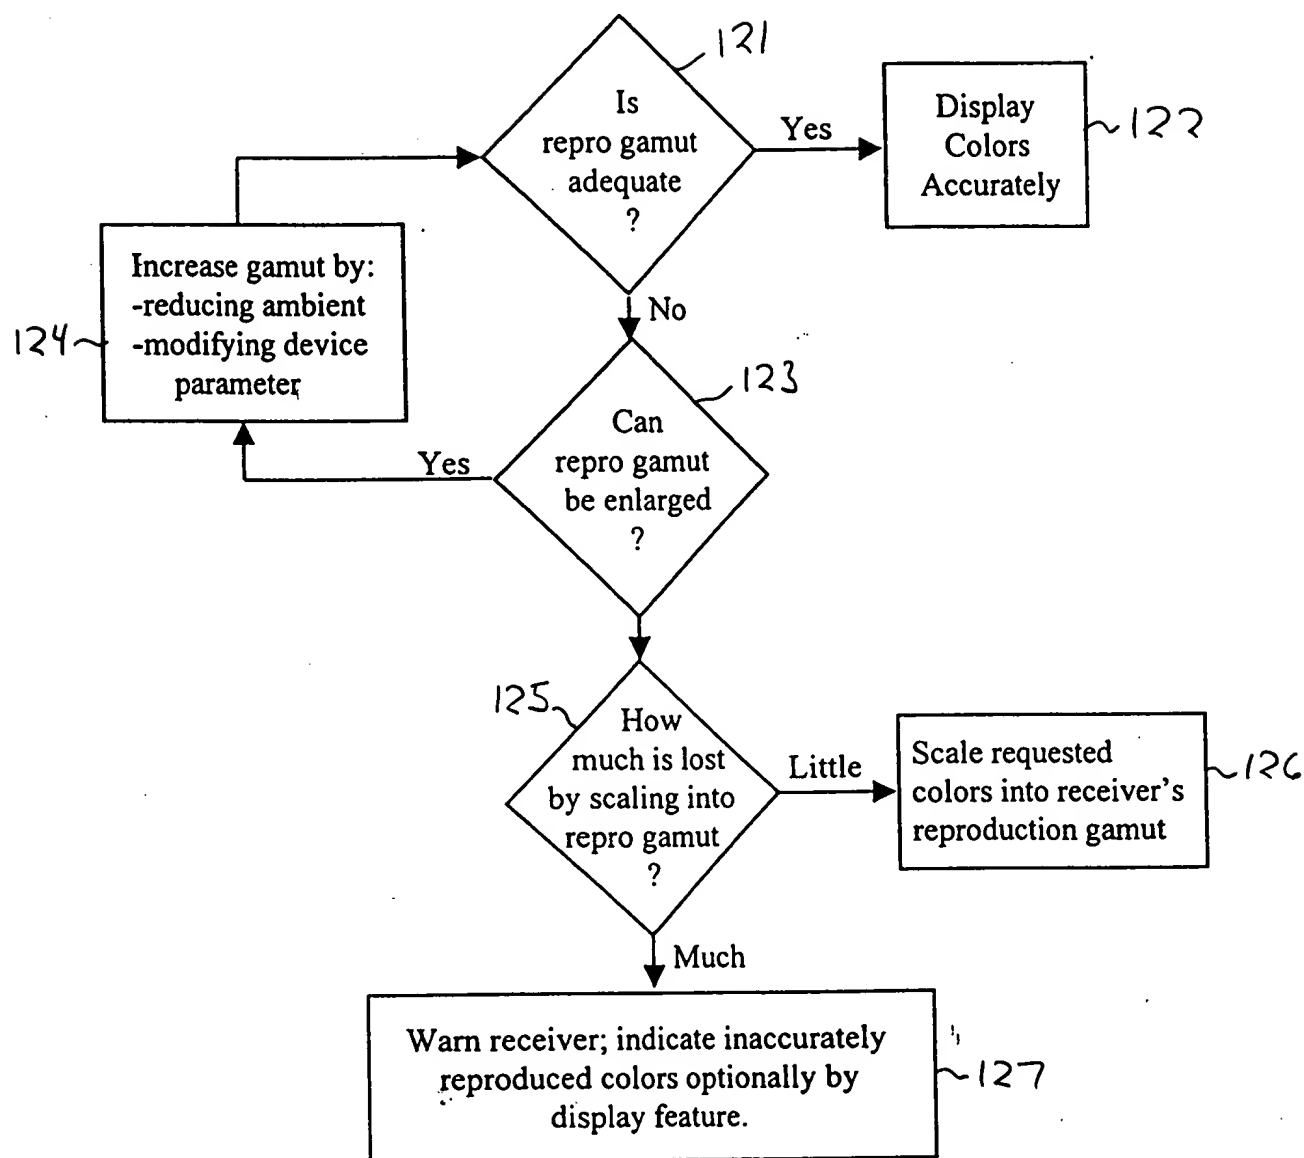 121
Is
repro gamut
adequate
?
Yes
Display
Colors
Accurately
122
Increase gamut by:
-reducing ambient
-modifying device
parameter
124
No
123
Can
repro gamut
be enlarged
?
Yes
125
How
much is lost
by scaling into
repro gamut
?
Little
Scale requested
colors into receiver's
reproduction gamut
126
Much
Warn receiver; indicate inaccurately
reproduced colors optionally by
display feature.
127